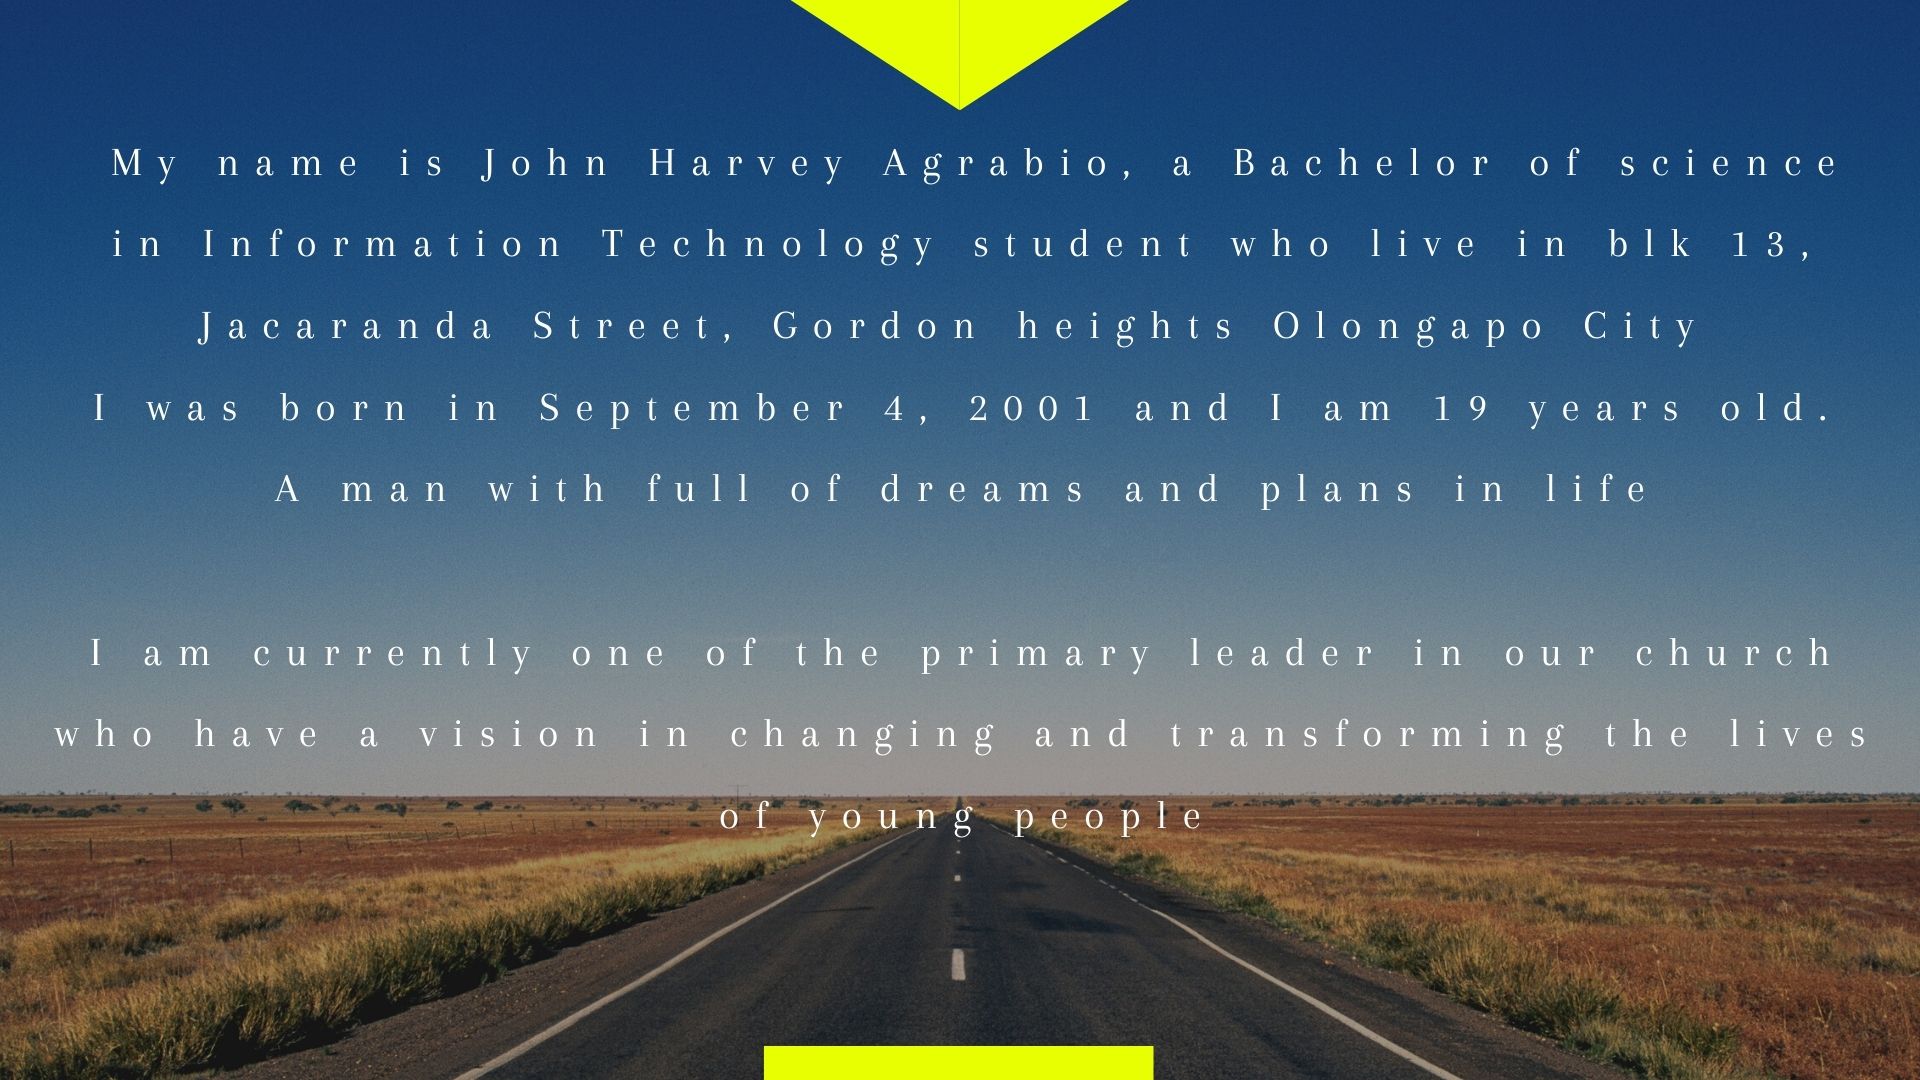 My name is John Harvey Agrabio, a Bachelor of science
in Information Technology student who live in blk 13,
Jacaranda Street, Gordon heights Olongapo City
I was born in September 4, 2001 and I am 19 years old.
A man with full of dreams and plans in life
I am currently one of the primary leader in our church
who have a vision in changing and transforming the lives
of young people